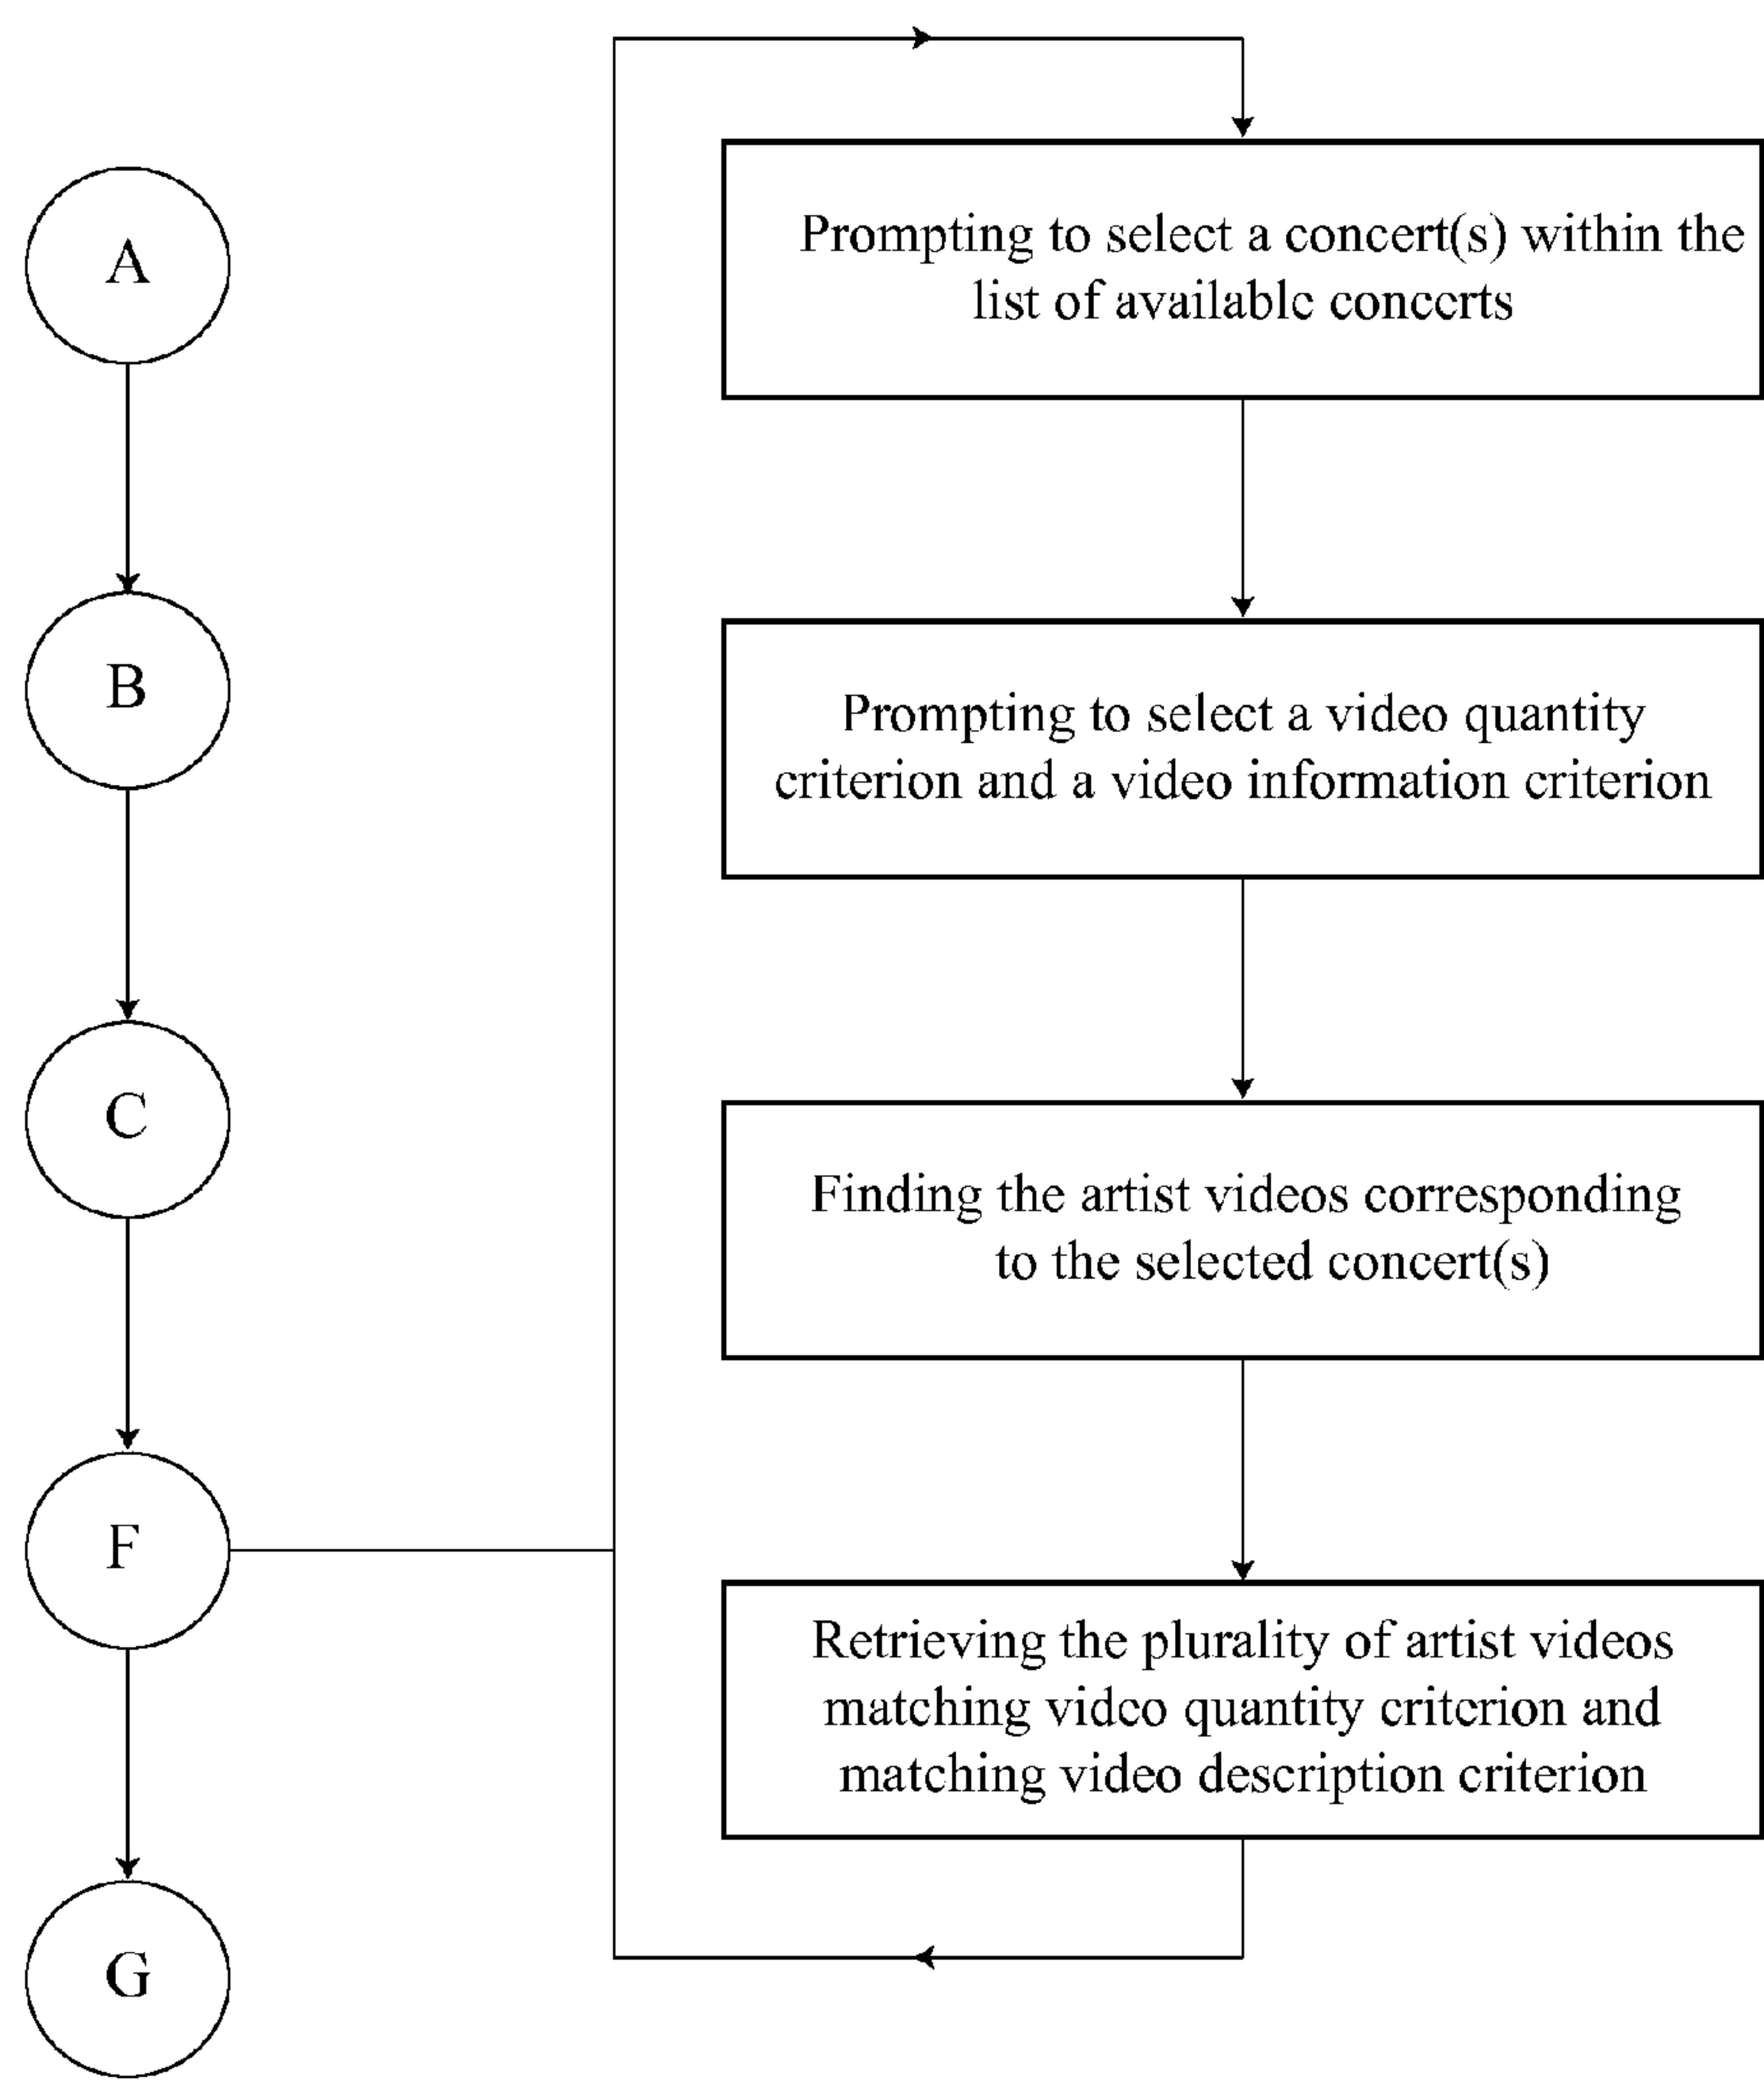 A
B
C
F
G
Prompting to select a concert(s) within the
list of available concerts
Prompting to select a video quantity
criterion and a video information criterion
Finding the artist videos corresponding
to the selected concert(s)
Retrieving the plurality of artist videos
matching video quantity criterion and
matching video description criterion